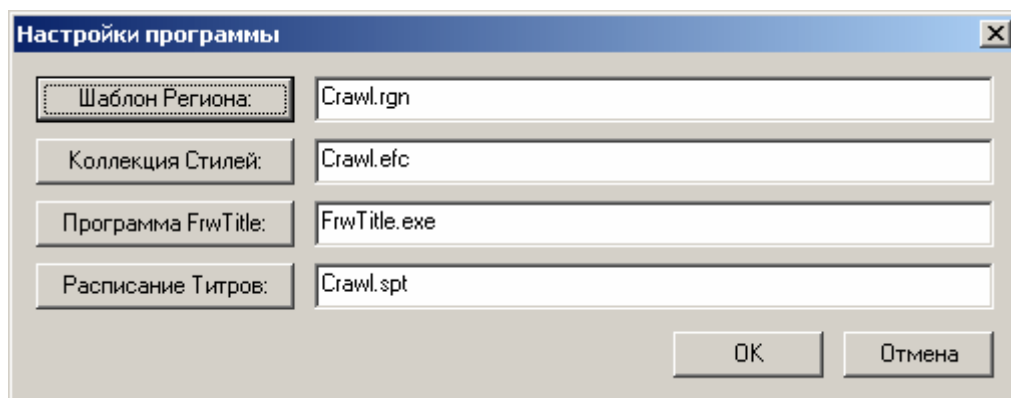 Настройки программы
Шаблон Региона: Crawl.rgn
Коллекция Стилей: Crawl.efc
Программа FrwTitle: FrwTitle.exe
Расписание Титров: Crawl.spt
OK Отмена